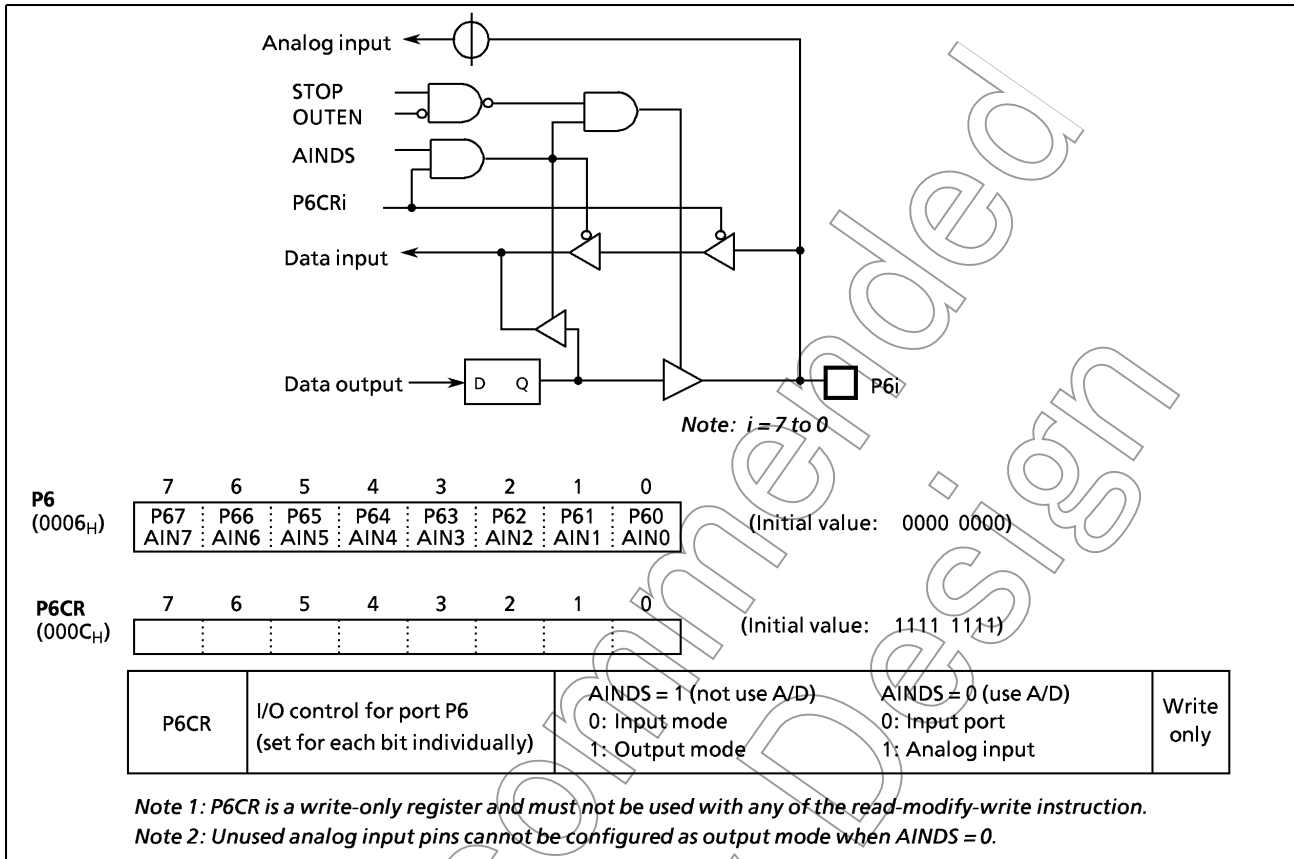 Analog input
STOP
OUTEN
AINDS
P6CRi
Data input
Data output
D Q
P6i
Note: i = 7 to 0
7 6 5 4 3 2 1 0
P6
(0006H)
P67 P66 P65 P64 P63 P62 P61 P60
AIN7 AIN6 AIN5 AIN4 AIN3 AIN2 AIN1 AIN0
(Initial value: 0000 0000)
7 6 5 4 3 2 1 0
P6CR
(000CH)
(Initial value: 1111 1111)
P6CR
I/O control for port P6
(set for each bit individually)
AINDS = 1 (not use A/D) AINDS = 0 (use A/D)
0: Input mode 0: Input port
1: Output mode 1: Analog input
Write
only
Note 1: P6CR is a write-only register and must not be used with any of the read-modify-write instruction.
Note 2: Unused analog input pins cannot be configured as output mode when AINDS = 0.
ommended
Design